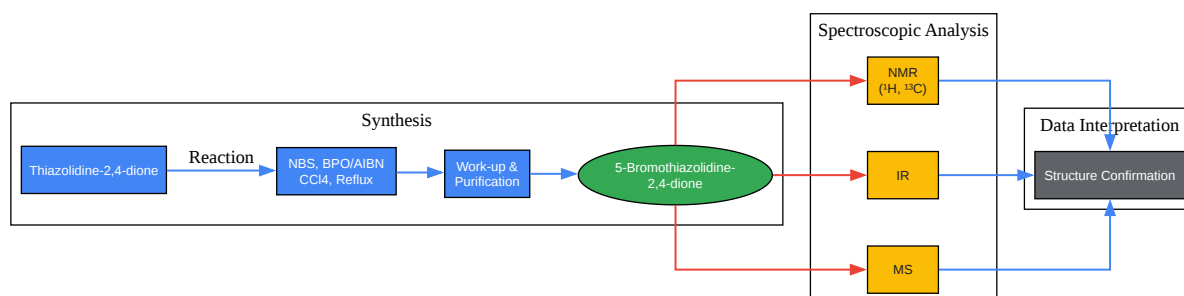 Synthesis
Thiazolidine-2,4-dione
Reaction
NBS, BPO/AIBN
CCl4, Reflux
Work-up &
Purification
5-Bromothiazolidine-
2,4-dione
Spectroscopic Analysis
NMR
(¹H, ¹³C)
IR
MS
Data Interpretation
Structure Confirmation